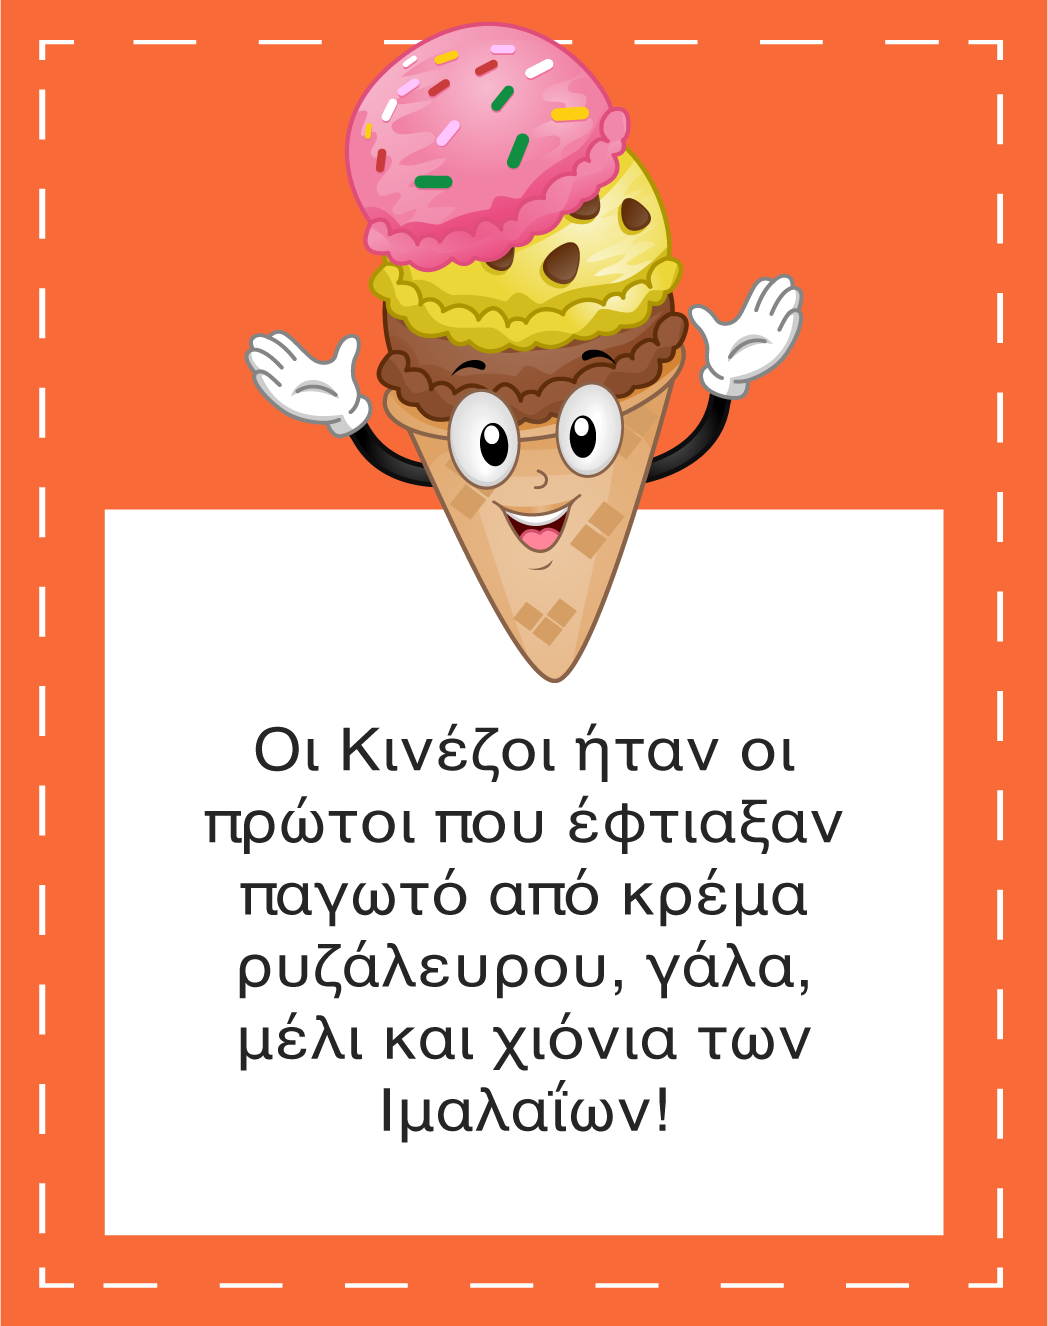 Οι Κινέζοι ήταν οι
πρώτοι που έφτιαξαν
παγωτό από κρέμα
ρυζάλευρου, γάλα,
μέλι και χιόνια των
Ιμαλαΐων!